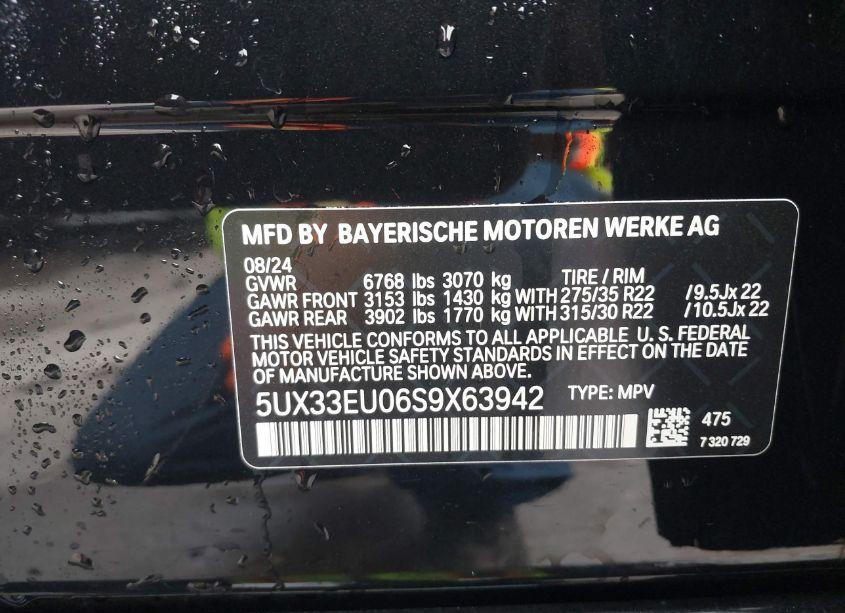 MFD BY BAYERISCHE MOTOREN WERKE AG
08/24
GVWR 6768 lbs 3070 kg TIRE / RIM
GAWR FRONT 3153 lbs 1430 kg WITH 275/35 R22 /9.5Jx 22
GAWR REAR 3902 lbs 1770 kg WITH 315/30 R22 /10.5Jx 22
THIS VEHICLE CONFORMS TO ALL APPLICABLE U. S. FEDERAL
MOTOR VEHICLE SAFETY STANDARDS IN EFFECT ON THE DATE
OF MANUFACTURE SHOWN ABOVE.
5UX33EU06S9X63942 TYPE: MPV
475
7 320 729